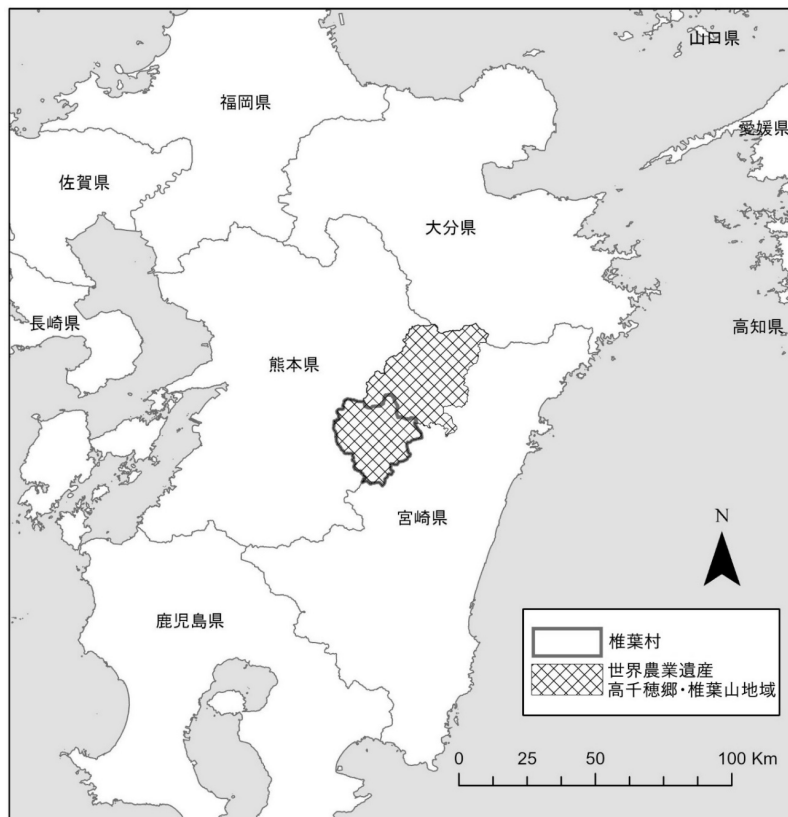 山口県
福岡県
愛媛県
佐賀県
大分県
長崎県
高知県
熊本県
宮崎県
N
鹿児島県
椎葉村
世界農業遺産
高千穂郷・椎葉山地域
0 25 50 100 Km